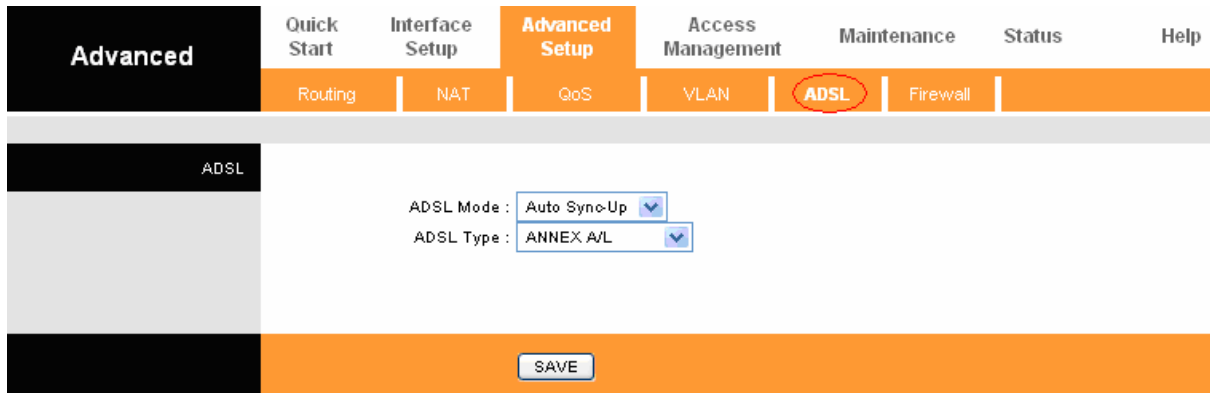 Advanced
Quick Start
Interface Setup
Advanced Setup
Access Management
Maintenance
Status
Help
Routing
NAT
QoS
VLAN
ADSL
Firewall
ADSL
ADSL Mode : Auto Sync-Up
ADSL Type : ANNEX A/L
SAVE